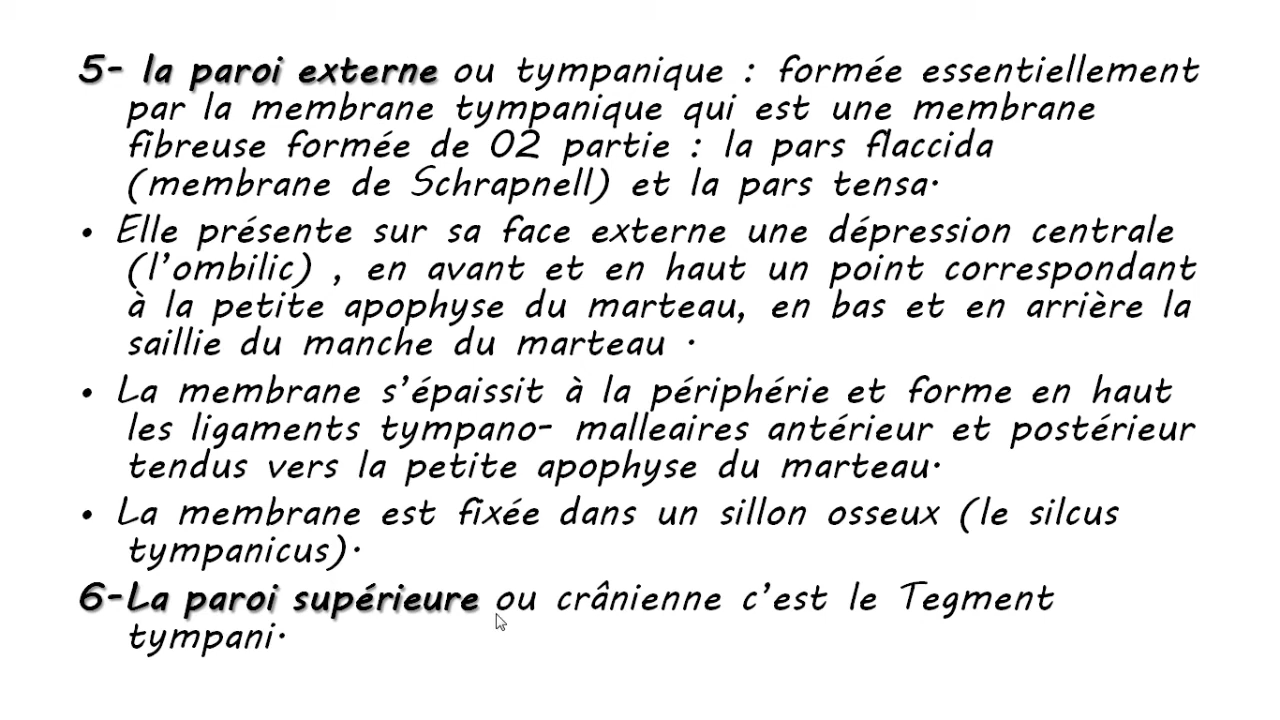 5- la paroi externe ou tympanique : formée essentiellement
par la membrane tympanique qui est une membrane
fibreuse formée de 02 partie : la pars flaccida
(membrane de Schrapnell) et la pars tensa.
• Elle présente sur sa face externe une dépression centrale
(l'ombilic) , en avant et en haut un point correspondant
à la petite apophyse du marteau, en bas et en arrière la
saillie du manche du marteau .
• La membrane s'épaissit à la périphérie et forme en haut
les ligaments tympano- malleaires antérieur et postérieur
tendus vers la petite apophyse du marteau.
• La membrane est fixée dans un sillon osseux (le silcus
tympanicus).
6-La paroi supérieure ou crânienne c'est le Tegment
tympani.